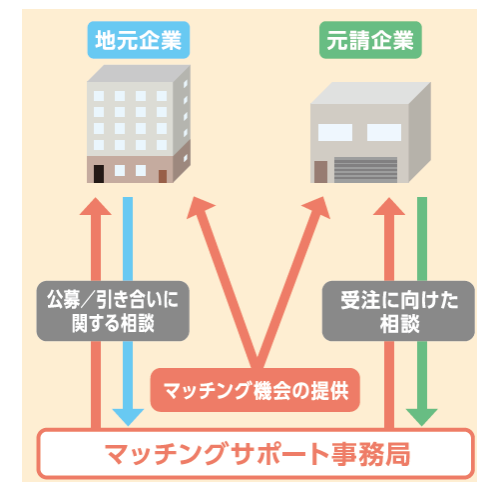 地元企業
元請企業
公募／引き合いに
関する相談
受注に向けた
相談
マッチング機会の提供
マッチングサポート事務局